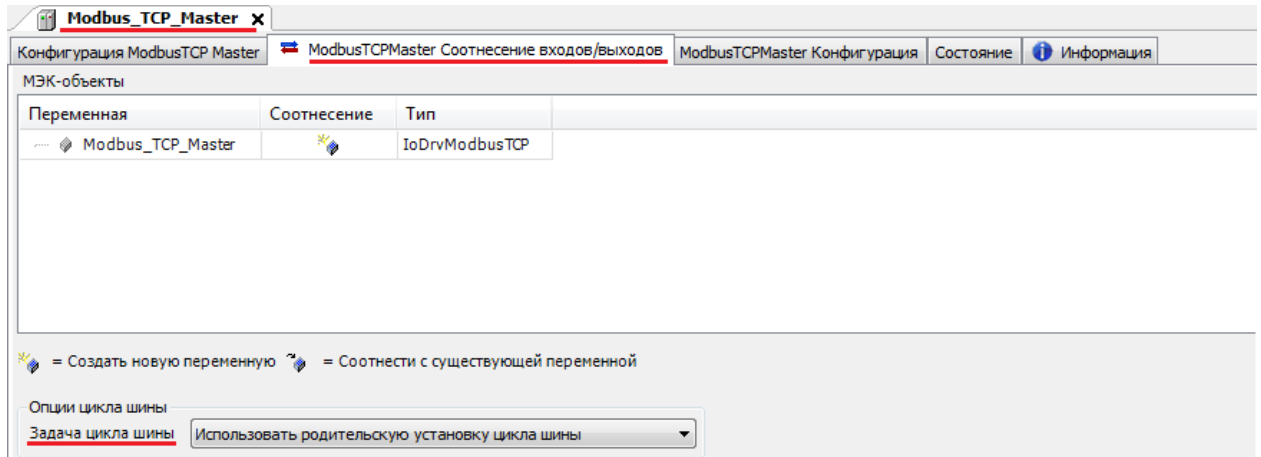 Modbus_TCP_Master x
Конфигурация ModbusTCP Master ModbusTCPMaster Соотнесение входов/выходов ModbusTCPMaster Конфигурация Состояние Информация
МЭК-объекты
Переменная Соотнесение Тип
Modbus_TCP_Master IoDrvModbusTCP
= Создать новую переменную = Соотнести с существующей переменной
Опции цикла шины
Задача цикла шины Использовать родительскую установку цикла шины